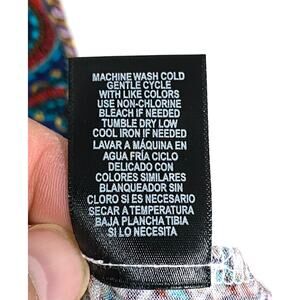 MACHINE WASH COLD
GENTLE CYCLE
WITH LIKE COLORS
USE NON-CHLORINE
BLEACH IF NEEDED
TUMBLE DRY LOW
COOL IRON IF NEEDED
LAVAR A MÁQUINA EN
AGUA FRÍA CICLO
DELICADO CON
COLORES SIMILARES
BLANQUEADOR SIN
CLORO SI ES NECESARIO
SECAR A TEMPERATURA
BAJA PLANCHA TIBIA
SI LO NECESITA